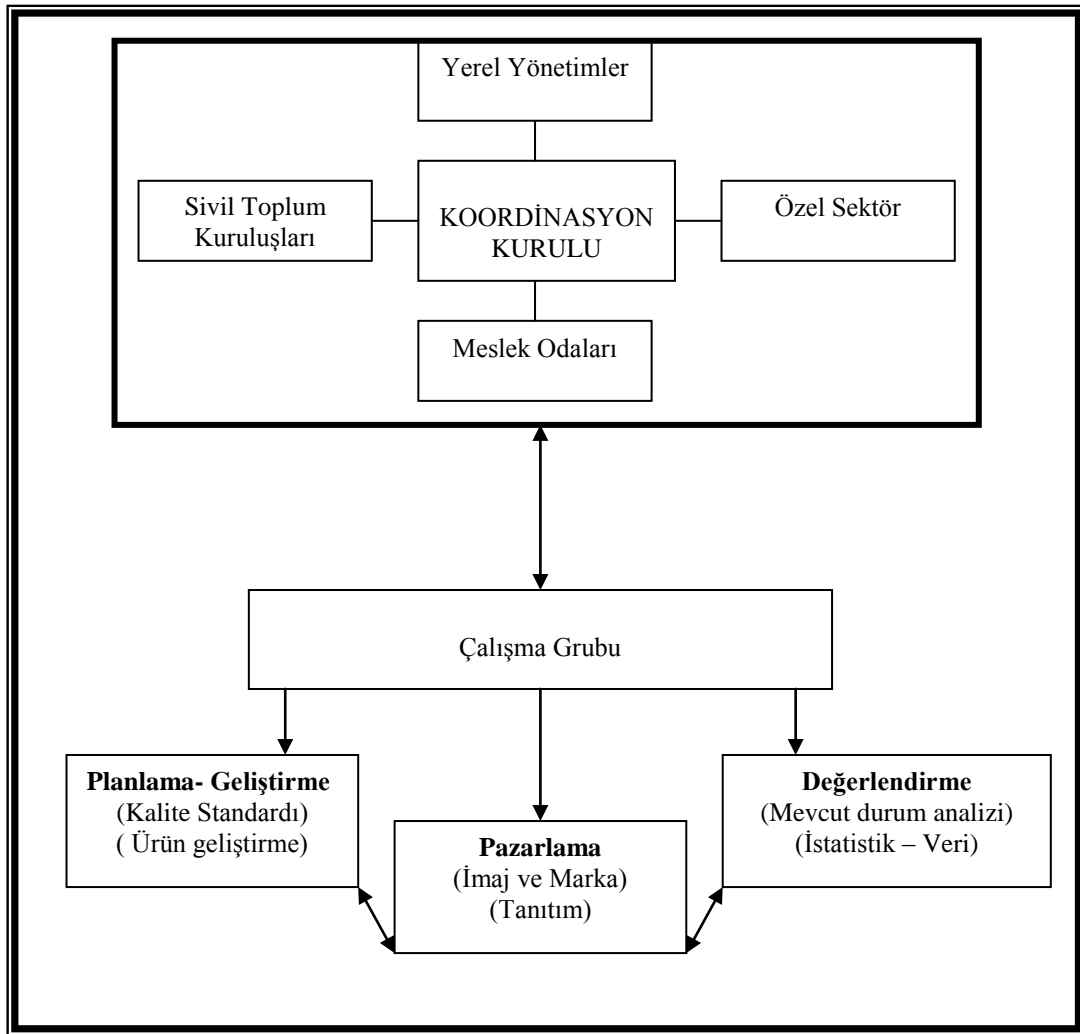 Yerel Yönetimler
Sivil Toplum
Kuruluşları
KOORDİNASYON
KURULU
Özel Sektör
Meslek Odaları
Çalışma Grubu
Planlama- Geliştirme
(Kalite Standardı)
( Ürün geliştirme)
Pazarlama
(İmaj ve Marka)
(Tanıtım)
Değerlendirme
(Mevcut durum analizi)
(İstatistik – Veri)